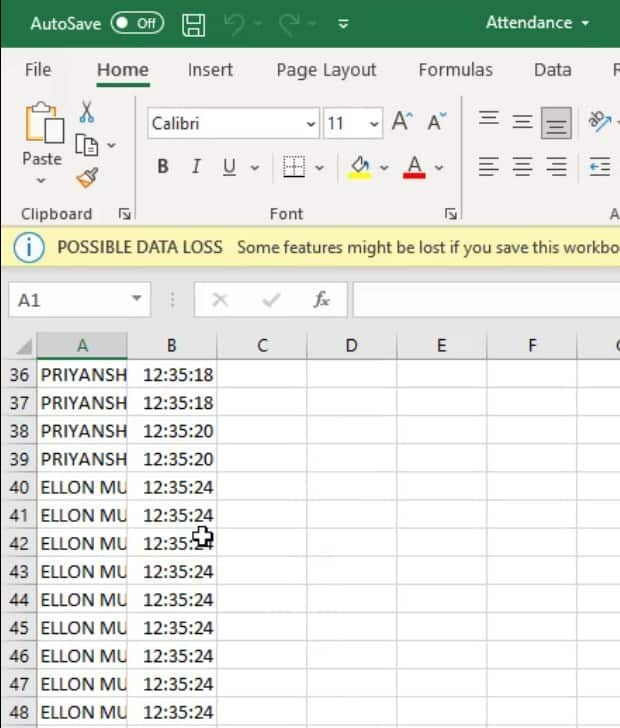 AutoSave Off Attendance
File Home Insert Page Layout Formulas Data
Calibri 11 A A
Paste B I U A ab
Clipboard Font
POSSIBLE DATA LOSS Some features might be lost if you save this workbo
A1 fx
A B C D E F
36 PRIYANSH 12:35:18
37 PRIYANSH 12:35:18
38 PRIYANSH 12:35:20
39 PRIYANSH 12:35:20
40 ELLON MU 12:35:24
41 ELLON MU 12:35:24
42 ELLON MU 12:35:24
43 ELLON MU 12:35:24
44 ELLON MU 12:35:24
45 ELLON MU 12:35:24
46 ELLON MU 12:35:24
47 ELLON MU 12:35:24
48 ELLON MU 12:35:24